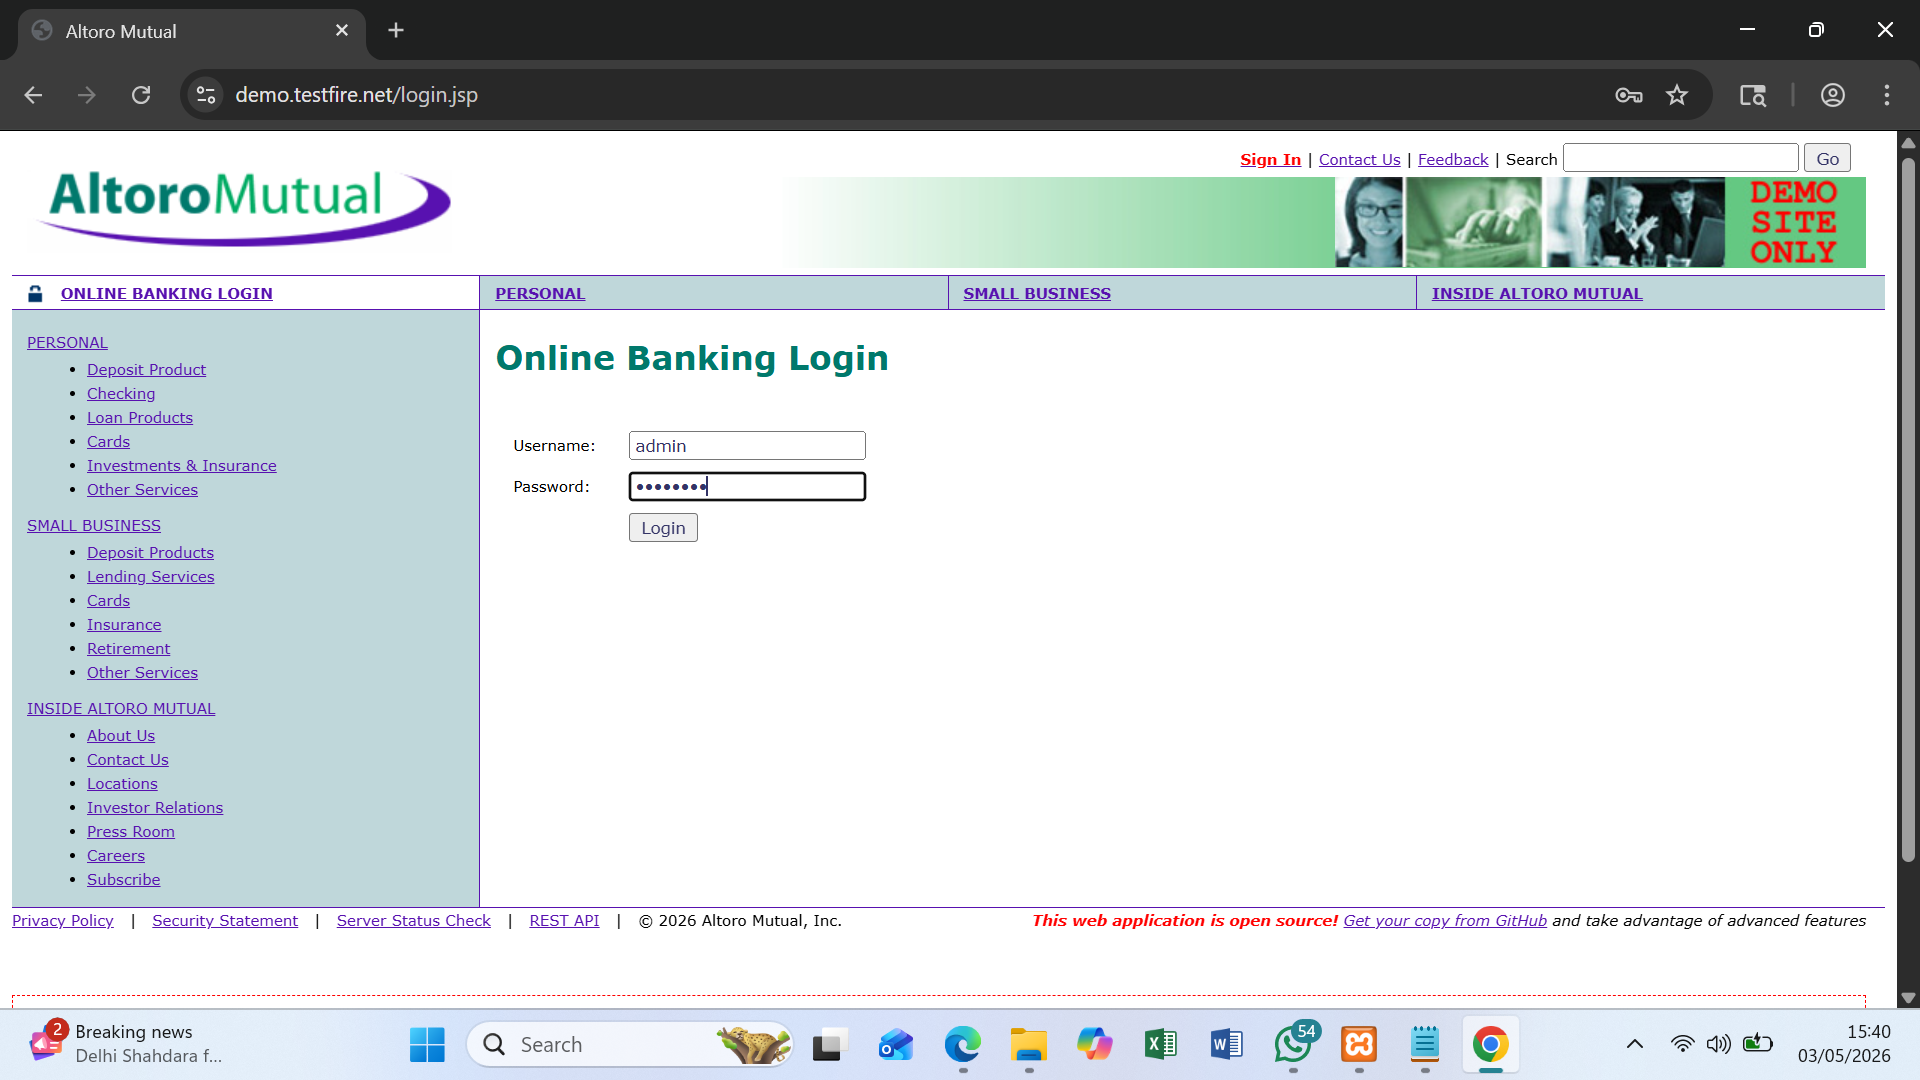 Altoro Mutual
demo.testfire.net/login.jsp
Sign In | Contact Us | Feedback | Search Go
AltoroMutual
DEMO
SITE
ONLY
ONLINE BANKING LOGIN
PERSONAL
SMALL BUSINESS
INSIDE ALTORO MUTUAL
PERSONAL
• Deposit Product
• Checking
• Loan Products
• Cards
• Investments & Insurance
• Other Services
SMALL BUSINESS
• Deposit Products
• Lending Services
• Cards
• Insurance
• Retirement
• Other Services
INSIDE ALTORO MUTUAL
• About Us
• Contact Us
• Locations
• Investor Relations
• Press Room
• Careers
• Subscribe
Online Banking Login
Username: admin
Password: ••••••••
Login
Privacy Policy | Security Statement | Server Status Check | REST API | © 2026 Altoro Mutual, Inc.
This web application is open source! Get your copy from GitHub and take advantage of advanced features
2
Breaking news
Delhi Shahdara f...
Search
54
15:40
03/05/2026